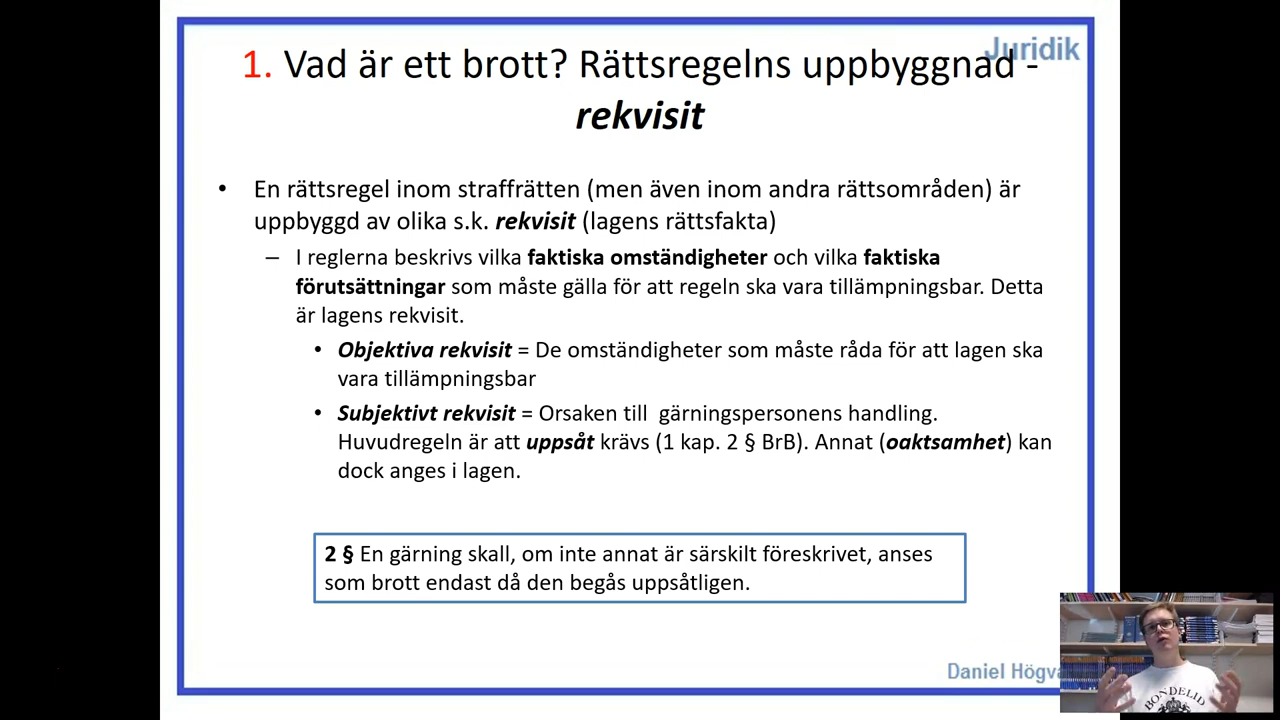 Juridik
1. Vad är ett brott? Rättsregelns uppbyggnad -
rekvisit
• En rättsregel inom straffrätten (men även inom andra rättsområden) är
uppbyggd av olika s.k. rekvisit (lagens rättsfakta)
– I reglerna beskrivs vilka faktiska omständigheter och vilka faktiska
förutsättningar som måste gälla för att regeln ska vara tillämpningsbar. Detta
är lagens rekvisit.
• Objektiva rekvisit = De omständigheter som måste råda för att lagen ska
vara tillämpningsbar
• Subjektivt rekvisit = Orsaken till  gärningspersonens handling.
Huvudregeln är att uppsåt krävs (1 kap. 2 § BrB). Annat (oaktsamhet) kan
dock anges i lagen.
2 § En gärning skall, om inte annat är särskilt föreskrivet, anses
som brott endast då den begås uppsåtligen.
Daniel
BONDELID